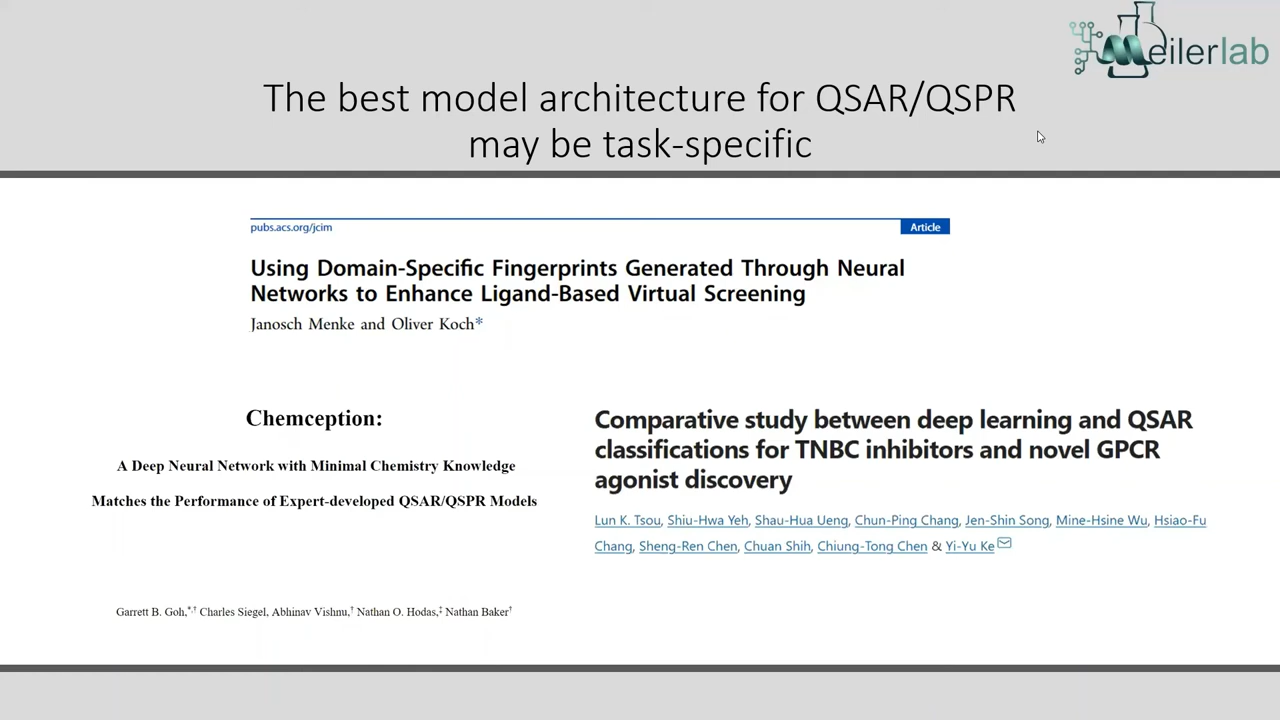 Meilerlab
The best model architecture for QSAR/QSPR
may be task-specific
pubs.acs.org/jcim
Article
Using Domain-Specific Fingerprints Generated Through Neural
Networks to Enhance Ligand-Based Virtual Screening
Janosch Menke and Oliver Koch*
Chemception:
A Deep Neural Network with Minimal Chemistry Knowledge
Matches the Performance of Expert-developed QSAR/QSPR Models
Garrett B. Goh,*,† Charles Siegel, Abhinav Vishnu,† Nathan O. Hodas,‡ Nathan Baker†
Comparative study between deep learning and QSAR
classifications for TNBC inhibitors and novel GPCR
agonist discovery
Lun K. Tsou, Shiu-Hwa Yeh, Shau-Hua Ueng, Chun-Ping Chang, Jen-Shin Song, Mine-Hsine Wu, Hsiao-Fu
Chang, Sheng-Ren Chen, Chuan Shih, Chiung-Tong Chen & Yi-Yu Ke